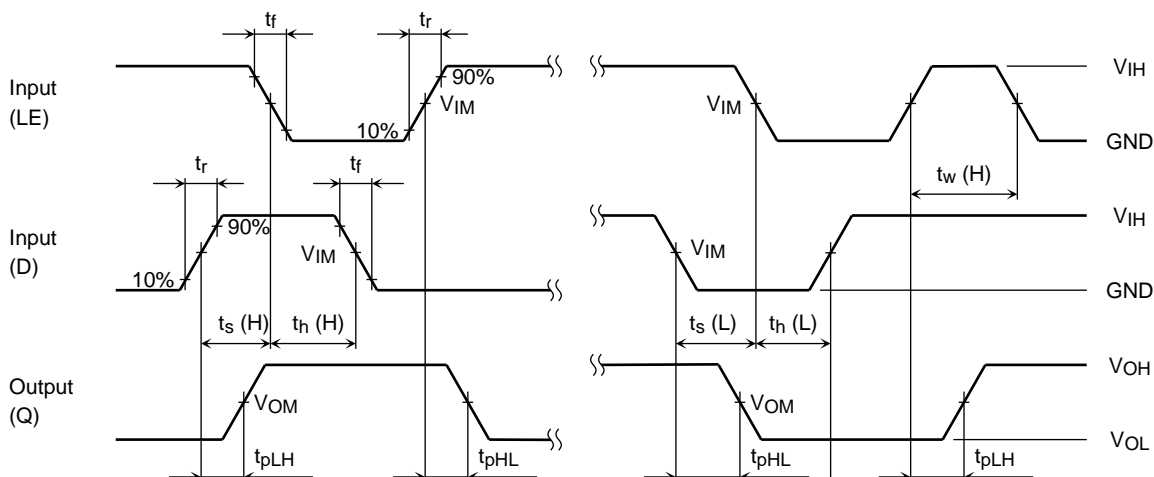 tf
tr
Input
(LE)
90%
VIM
10%
VIM
VIH
GND
tr
tf
tw (H)
Input
(D)
90%
VIM
10%
VIM
VIH
GND
ts (H)
th (H)
ts (L)
th (L)
Output
(Q)
VOM
VOM
VOH
VOL
tpLH
tpHL
tpHL
tpLH